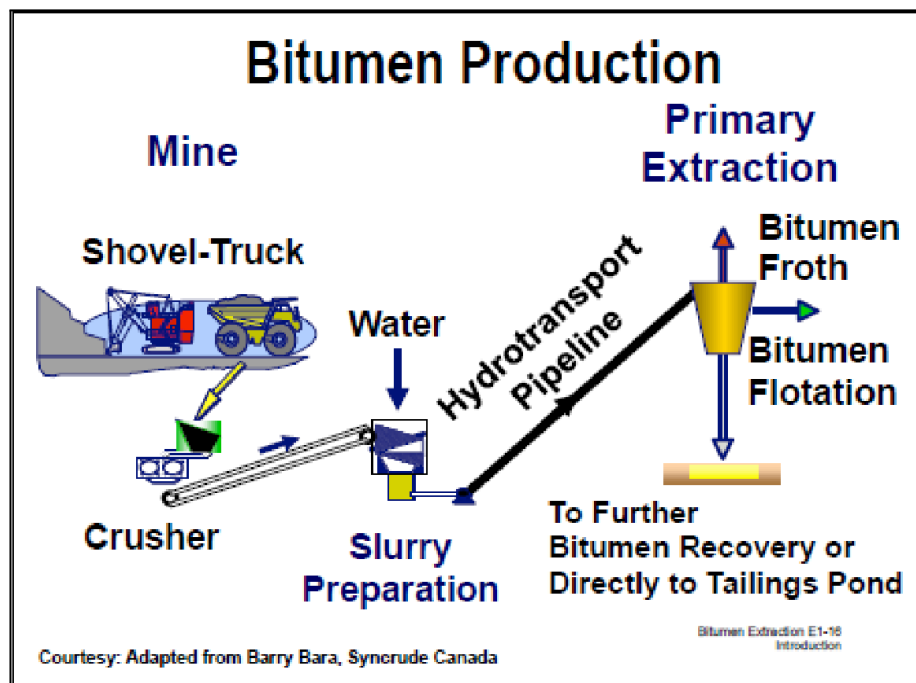 Bitumen Production
Mine
Primary
Extraction
Shovel-Truck
Bitumen
Froth
Water
Hydrotransport
Pipeline
Bitumen
Flotation
Crusher
Slurry
Preparation
To Further
Bitumen Recovery or
Directly to Tailings Pond
Bitumen Extraction E1-16
Introduction
Courtesy: Adapted from Barry Bara, Syncrude Canada